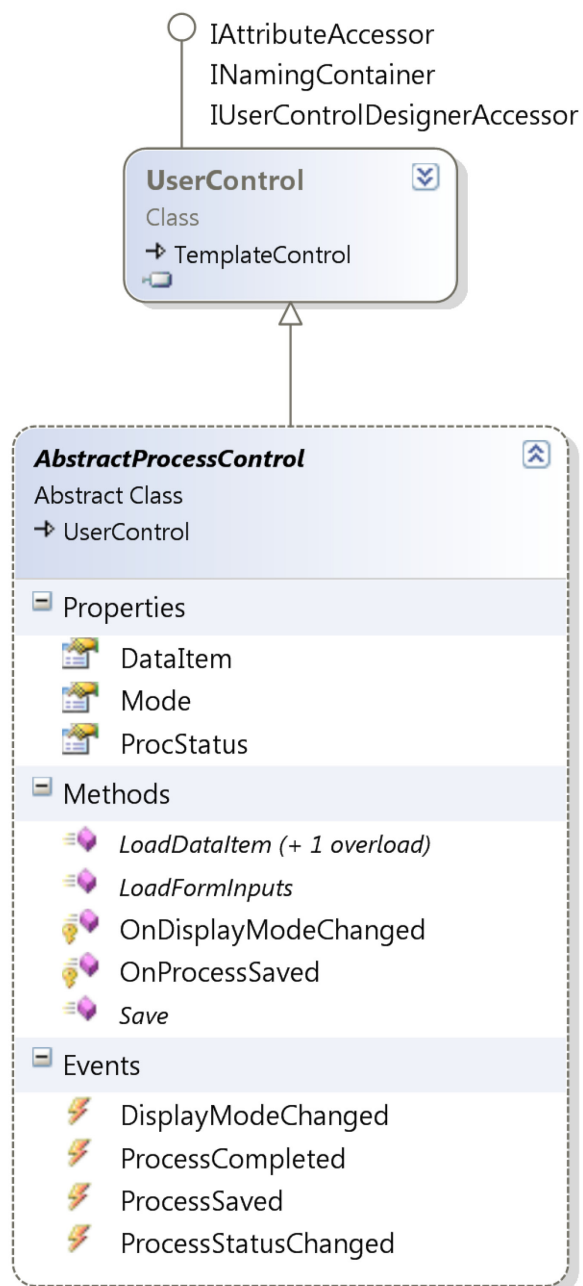 IAttributeAccessor
INamingContainer
IUserControlDesignerAccessor
UserControl
Class
TemplateControl
AbstractProcessControl
Abstract Class
UserControl
Properties
DataItem
Mode
ProcStatus
Methods
LoadDataItem (+ 1 overload)
LoadFormInputs
OnDisplayModeChanged
OnProcessSaved
Save
Events
DisplayModeChanged
ProcessCompleted
ProcessSaved
ProcessStatusChanged